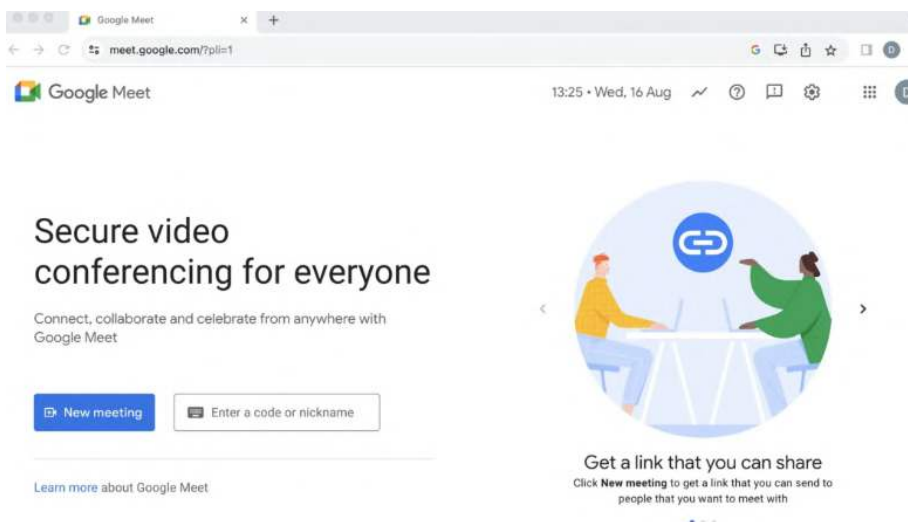 Google Meet
meet.google.com/?pli=1
G
D
Google Meet
13:25 • Wed, 16 Aug
D
Secure video
conferencing for everyone
Connect, collaborate and celebrate from anywhere with
Google Meet
New meeting
Enter a code or nickname
Learn more about Google Meet
Get a link that you can share
Click New meeting to get a link that you can send to
people that you want to meet with